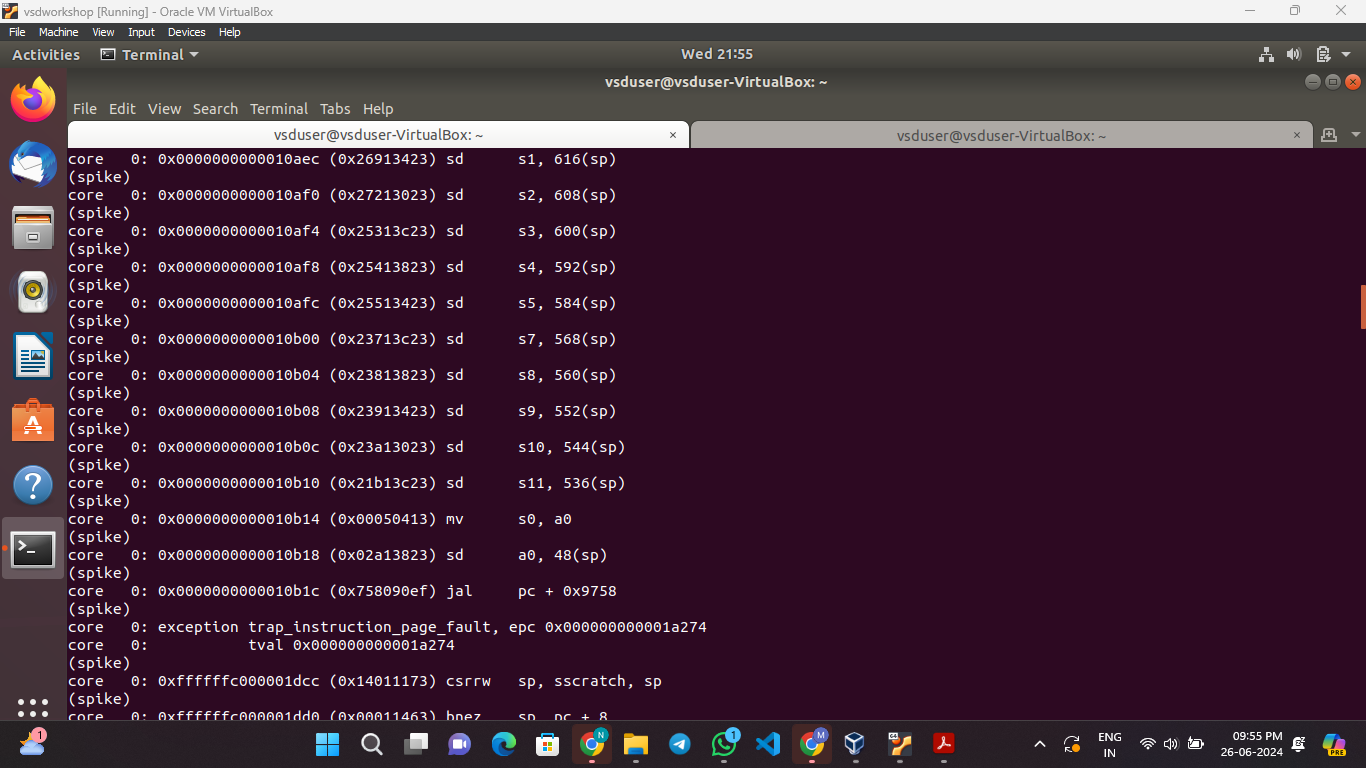 vsdworkshop [Running] - Oracle VM VirtualBox
File Machine View Input Devices Help
Activities Terminal Wed 21:55
vsduser@vsduser-VirtualBox: ~
File Edit View Search Terminal Tabs Help
vsduser@vsduser-VirtualBox: ~ × vsduser@vsduser-VirtualBox: ~ ×
core   0: 0x0000000000010aec (0x26913423) sd      s1, 616(sp)
(spike)
core   0: 0x0000000000010af0 (0x27213023) sd      s2, 608(sp)
(spike)
core   0: 0x0000000000010af4 (0x25313c23) sd      s3, 600(sp)
(spike)
core   0: 0x0000000000010af8 (0x25413823) sd      s4, 592(sp)
(spike)
core   0: 0x0000000000010afc (0x25513423) sd      s5, 584(sp)
(spike)
core   0: 0x0000000000010b00 (0x23713c23) sd      s7, 568(sp)
(spike)
core   0: 0x0000000000010b04 (0x23813823) sd      s8, 560(sp)
(spike)
core   0: 0x0000000000010b08 (0x23913423) sd      s9, 552(sp)
(spike)
core   0: 0x0000000000010b0c (0x23a13023) sd      s10, 544(sp)
(spike)
core   0: 0x0000000000010b10 (0x21b13c23) sd      s11, 536(sp)
(spike)
core   0: 0x0000000000010b14 (0x00050413) mv      s0, a0
(spike)
core   0: 0x0000000000010b18 (0x02a13823) sd      a0, 48(sp)
(spike)
core   0: 0x0000000000010b1c (0x758090ef) jal     pc + 0x9758
(spike)
core   0: exception trap_instruction_page_fault, epc 0x000000000001a274
core   0:           tval 0x000000000001a274
(spike)
core   0: 0xffffffc000001dcc (0x14011173) csrrw   sp, sscratch, sp
(spike)
core   0: 0xffffffc000001dd0 (0x00011463) bnez    sp, pc + 8
1 N 1 M 64 ENG 09:55 PM
IN 26-06-2024 PRE